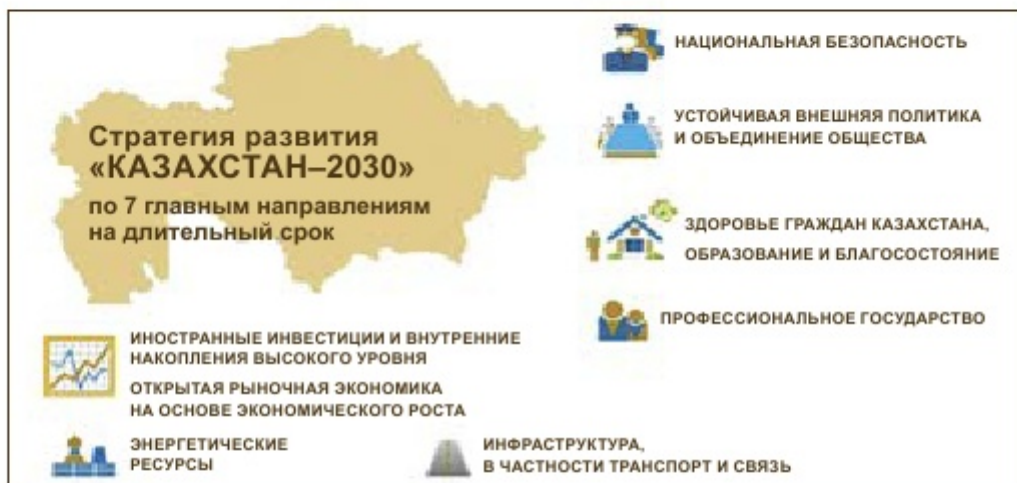 Стратегия развития
«КАЗАХСТАН–2030»
по 7 главным направлениям
на длительный срок
НАЦИОНАЛЬНАЯ БЕЗОПАСНОСТЬ
УСТОЙЧИВАЯ ВНЕШНЯЯ ПОЛИТИКА
И ОБЪЕДИНЕНИЕ ОБЩЕСТВА
ЗДОРОВЬЕ ГРАЖДАН КАЗАХСТАНА,
ОБРАЗОВАНИЕ И БЛАГОСОСТОЯНИЕ
ПРОФЕССИОНАЛЬНОЕ ГОСУДАРСТВО
ИНОСТРАННЫЕ ИНВЕСТИЦИИ И ВНУТРЕННИЕ
НАКОПЛЕНИЯ ВЫСОКОГО УРОВНЯ
ОТКРЫТАЯ РЫНОЧНАЯ ЭКОНОМИКА
НА ОСНОВЕ ЭКОНОМИЧЕСКОГО РОСТА
ЭНЕРГЕТИЧЕСКИЕ
РЕСУРСЫ
ИНФРАСТРУКТУРА,
В ЧАСТНОСТИ ТРАНСПОРТ И СВЯЗЬ